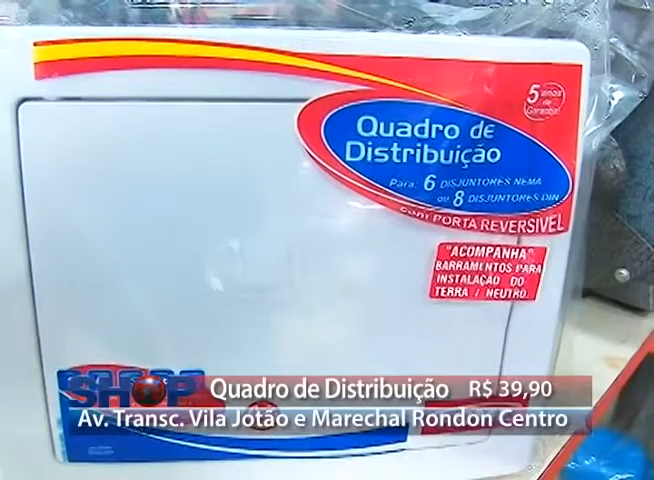 5 anos
de
Garantia!
Quadro de
Distribuição
Para: 6 DISJUNTORES NEMA
ou 8 DISJUNTORES DIN
com PORTA REVERSIVEL
"ACOMPANHA"
BARRAMENTOS PARA
INSTALAÇÃO DO
TERRA / NEUTRO.
SHOP Quadro de Distribuição R$ 39,90
Av. Transc. Vila Jotão e Marechal Rondon Centro